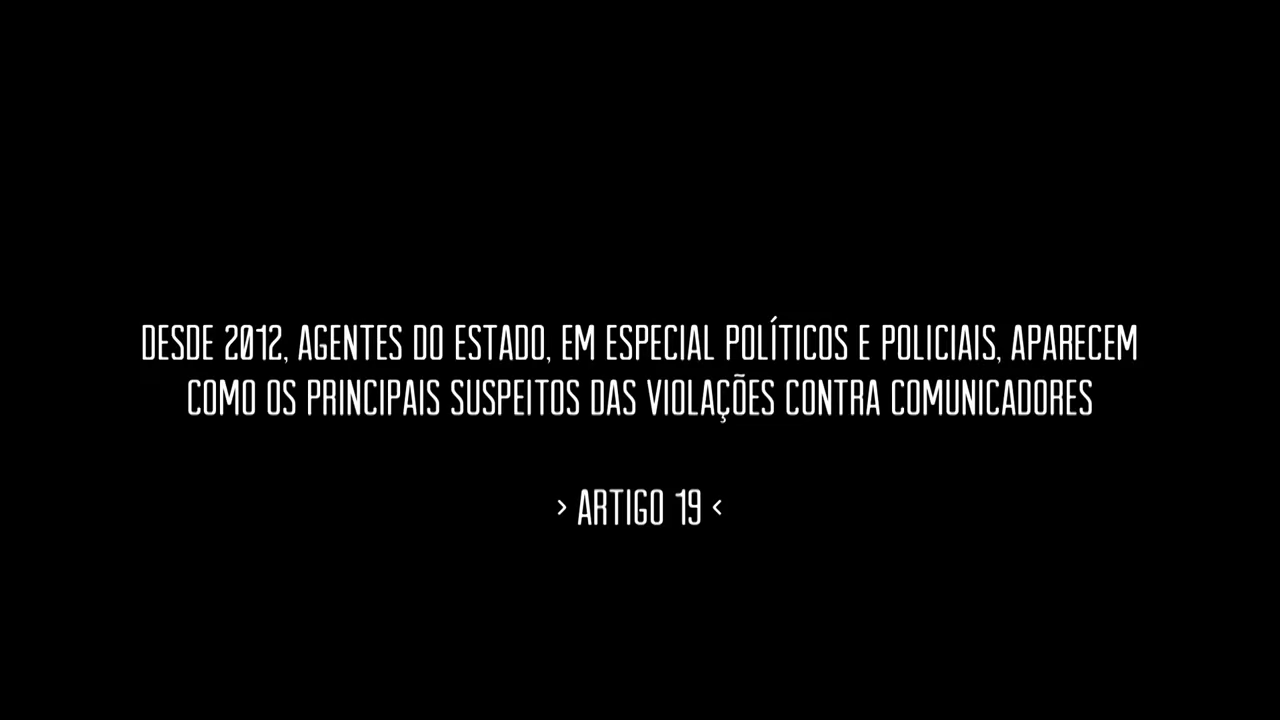 DESDE 2012, AGENTES DO ESTADO, EM ESPECIAL POLÍTICOS E POLICIAIS, APARECEM
COMO OS PRINCIPAIS SUSPEITOS DAS VIOLAÇÕES CONTRA COMUNICADORES
> ARTIGO 19 <